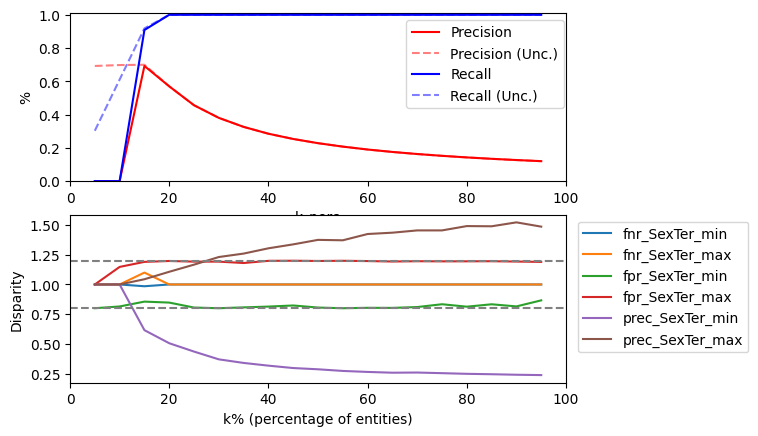 1.0
0.8
0.6
0.4
0.2
0.0
%
Precision
Precision (Unc.)
Recall
Recall (Unc.)
0 20 40 60 80 100
1.50
1.25
1.00
0.75
0.50
0.25
Disparity
fnr_SexTer_min
fnr_SexTer_max
fpr_SexTer_min
fpr_SexTer_max
prec_SexTer_min
prec_SexTer_max
0 20 40 60 80 100
k% (percentage of entities)